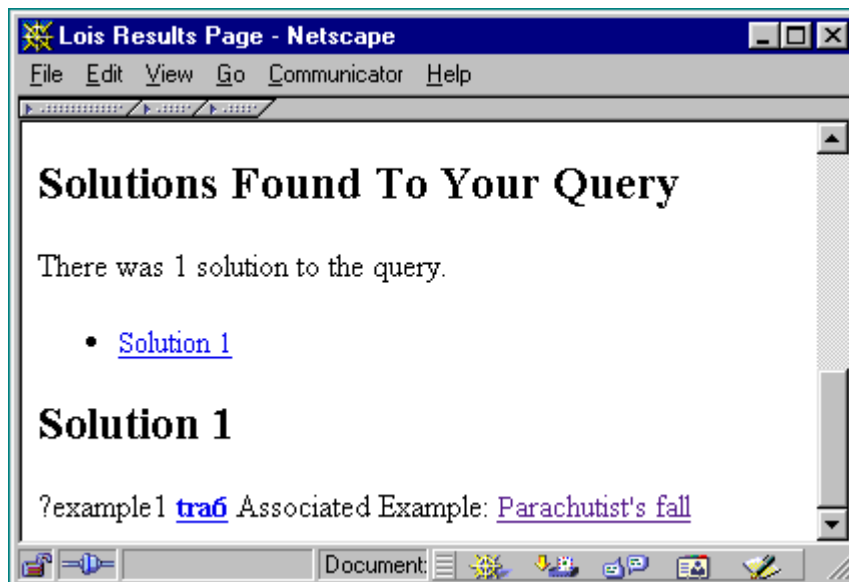 Lois Results Page - Netscape
File Edit View Go Communicator Help
Solutions Found To Your Query
There was 1 solution to the query.
• Solution 1
Solution 1
?example1 tra6 Associated Example: Parachutist's fall
Document: